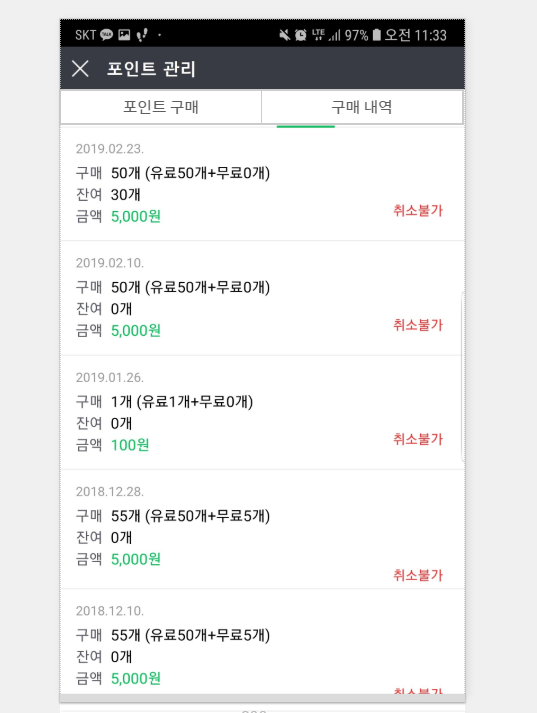 SKT 97% 오전 11:33
포인트 관리
포인트 구매 구매 내역
2019.02.23.
구매 50개 (유료50개+무료0개)
잔여 30개
취소불가
금액 5,000원
2019.02.10.
구매 50개 (유료50개+무료0개)
잔여 0개
취소불가
금액 5,000원
2019.01.26.
구매 1개 (유료1개+무료0개)
잔여 0개
취소불가
금액 100원
2018.12.28.
구매 55개 (유료50개+무료5개)
잔여 0개
금액 5,000원
취소불가
2018.12.10.
구매 55개 (유료50개+무료5개)
잔여 0개
금액 5,000원
취소불가